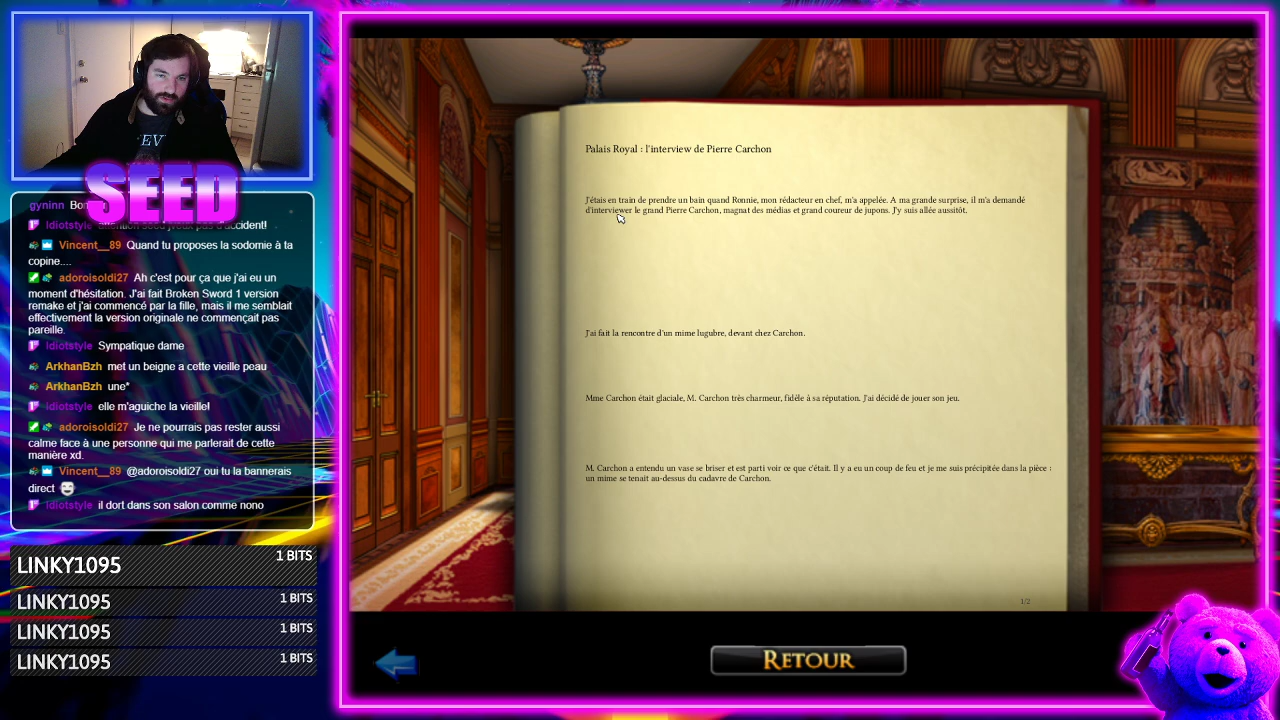 EV
SEED
gyninn Bon
Idiotstyle Attention seed j'veux pas d'accident!
Vincent__89 Quand tu proposes la sodomie à ta
copine....
adoroisoldi27 Ah c'est pour ça que j'ai eu un
moment d'hésitation. J'ai fait Broken Sword 1 version
remake et j'ai commencé par la fille, mais il me semblait
effectivement la version originale ne commençait pas
pareille.
Idiotstyle Sympatique dame
ArkhanBzh met un beigne a cette vieille peau
ArkhanBzh une*
Idiotstyle elle m'aguiche la vieille!
adoroisoldi27 Je ne pourrais pas rester aussi
calme face à une personne qui me parlerait de cette
manière xd.
Vincent__89 @adoroisoldi27 oui tu la bannerais
direct
Idiotstyle il dort dans son salon comme nono
LINKY1095 1 BITS
LINKY1095 1 BITS
LINKY1095 1 BITS
LINKY1095 1 BITS
Palais Royal : l'interview de Pierre Carchon
J'étais en train de prendre un bain quand Ronnie, mon rédacteur en chef, m'a appelée. A ma grande surprise, il m'a demandé
d'interviewer le grand Pierre Carchon, magnat des médias et grand coureur de jupons. J'y suis allée aussitôt.
J'ai fait la rencontre d'un mime lugubre, devant chez Carchon.
Mme Carchon était glaciale, M. Carchon très charmeur, fidèle à sa réputation. J'ai décidé de jouer son jeu.
M. Carchon a entendu un vase se briser et est parti voir ce que c'était. Il y a eu un coup de feu et je me suis précipitée dans la pièce :
un mime se tenait au-dessus du cadavre de Carchon.
1/2
RETOUR